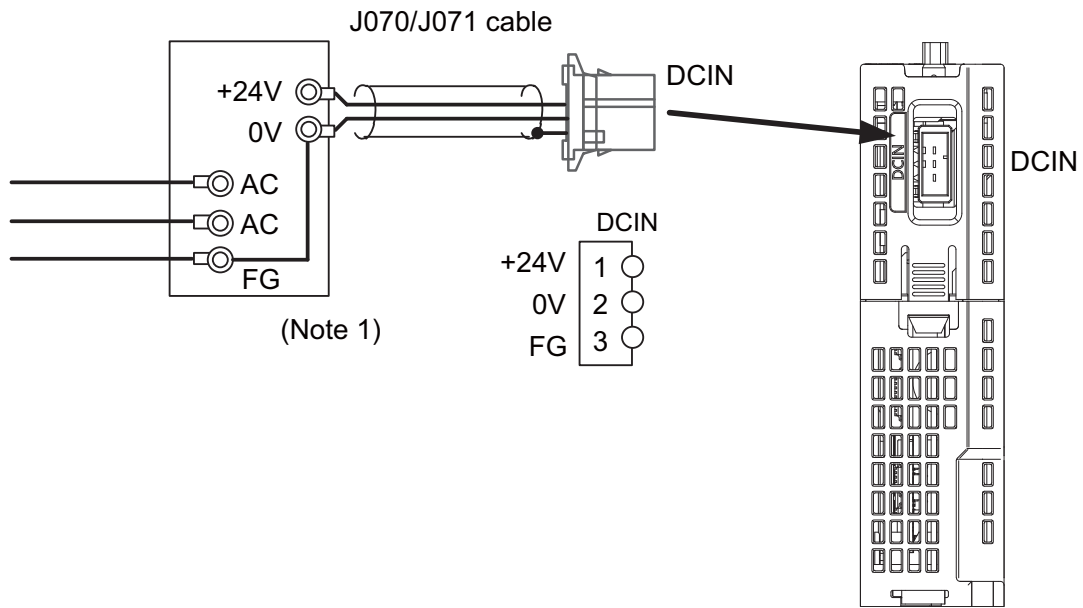 J070/J071 cable
+24V
0V
AC
AC
FG
(Note 1)
DCIN
DCIN
+24V 1
0V 2
FG 3
DCIN
DCIN